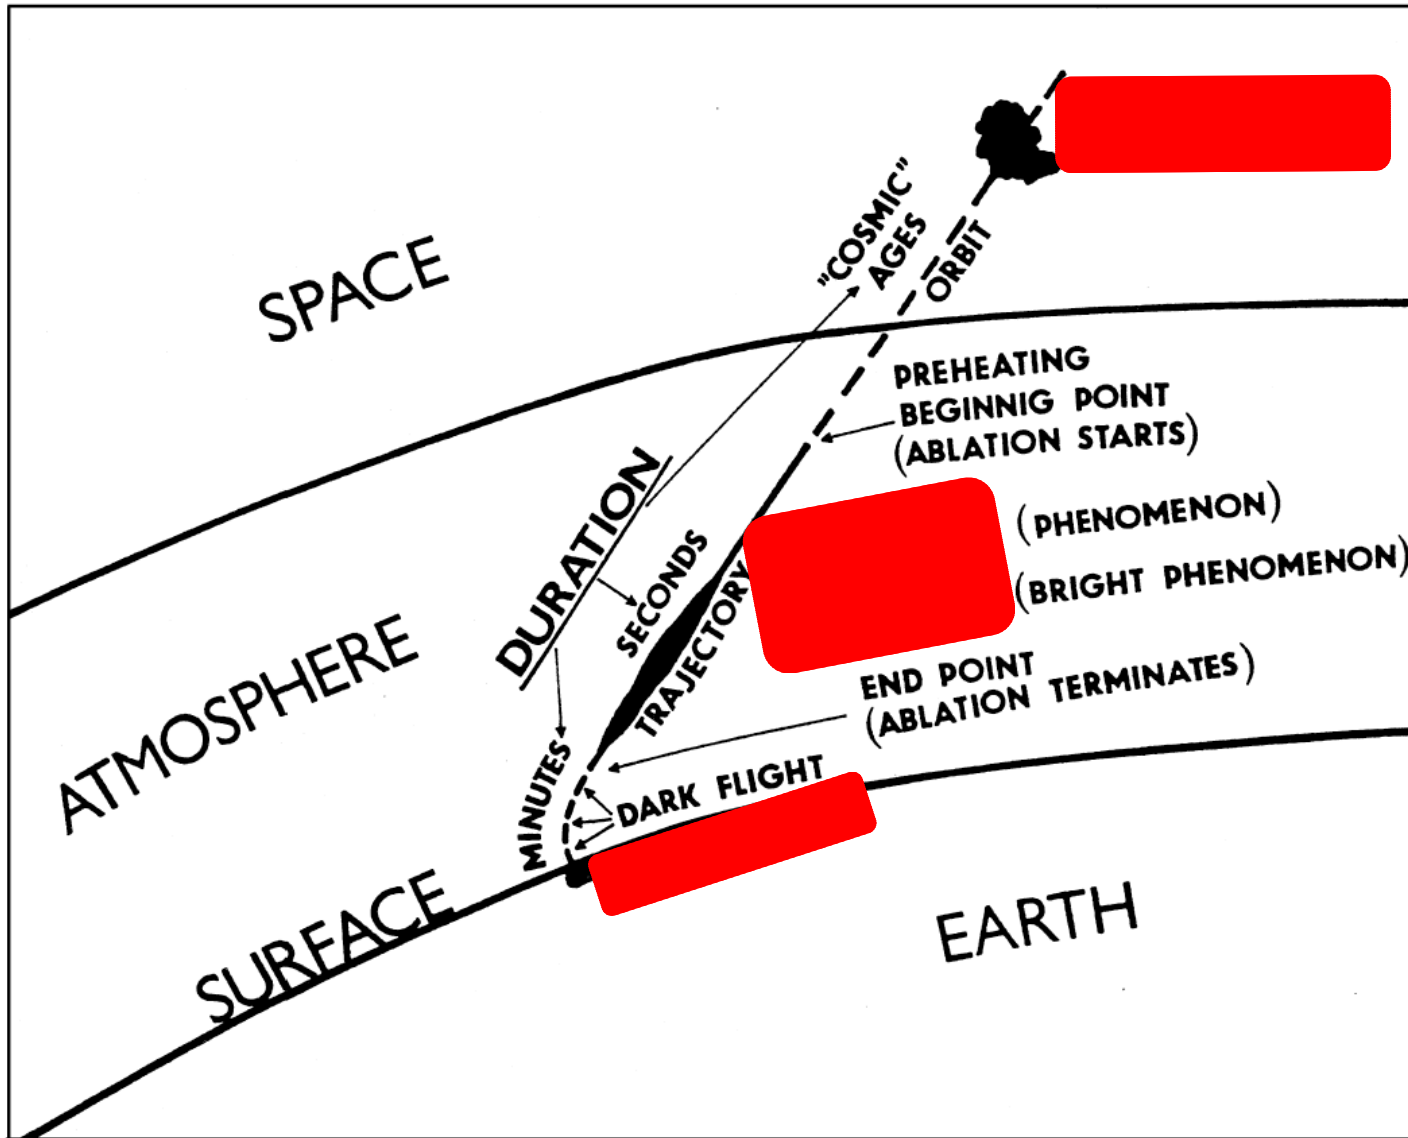 SPACE
"COSMIC"
AGES
ORBIT
PREHEATING
BEGINNIG POINT
(ABLATION STARTS)
DURATION
SECONDS
TRAJECTORY
(PHENOMENON)
(BRIGHT PHENOMENON)
ATMOSPHERE
END POINT
(ABLATION TERMINATES)
MINUTES
DARK FLIGHT
SURFACE
EARTH